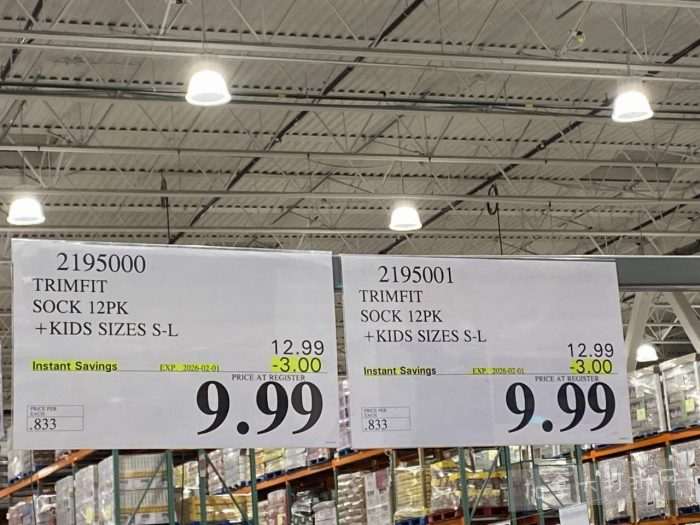 2195000
TRIMFIT
SOCK 12PK
+KIDS SIZES S-L
12.99
Instant Savings EXP. 2026-02-01 -3.00
PRICE AT REGISTER
9.99
PRICE PER
EACH
.833
2195001
TRIMFIT
SOCK 12PK
+KIDS SIZES S-L
12.99
Instant Savings EXP. 2026-02-01 -3.00
PRICE AT REGISTER
9.99
PRICE PER
EACH
.833